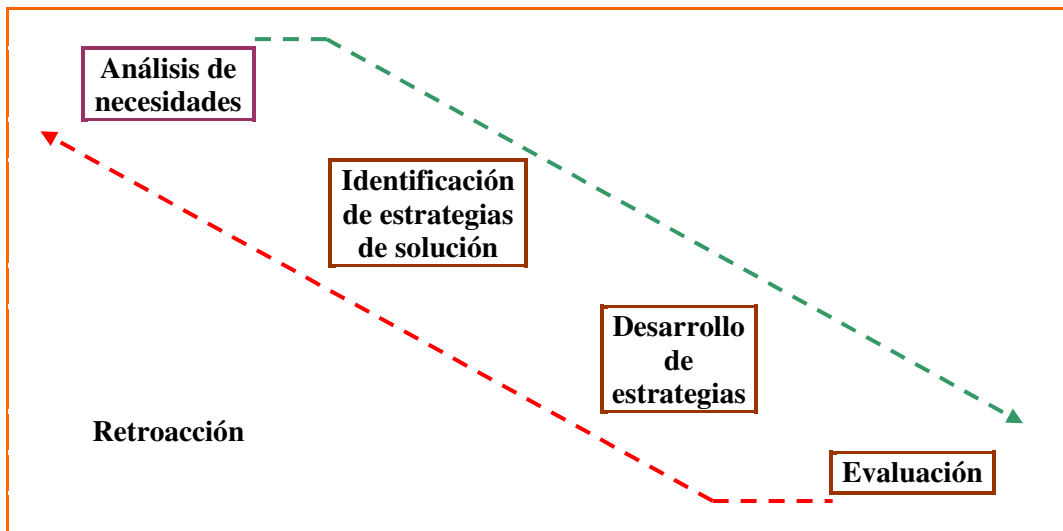 Análisis de
necesidades
Identificación
de estrategias
de solución
Desarrollo
de
estrategias
Retroacción
Evaluación